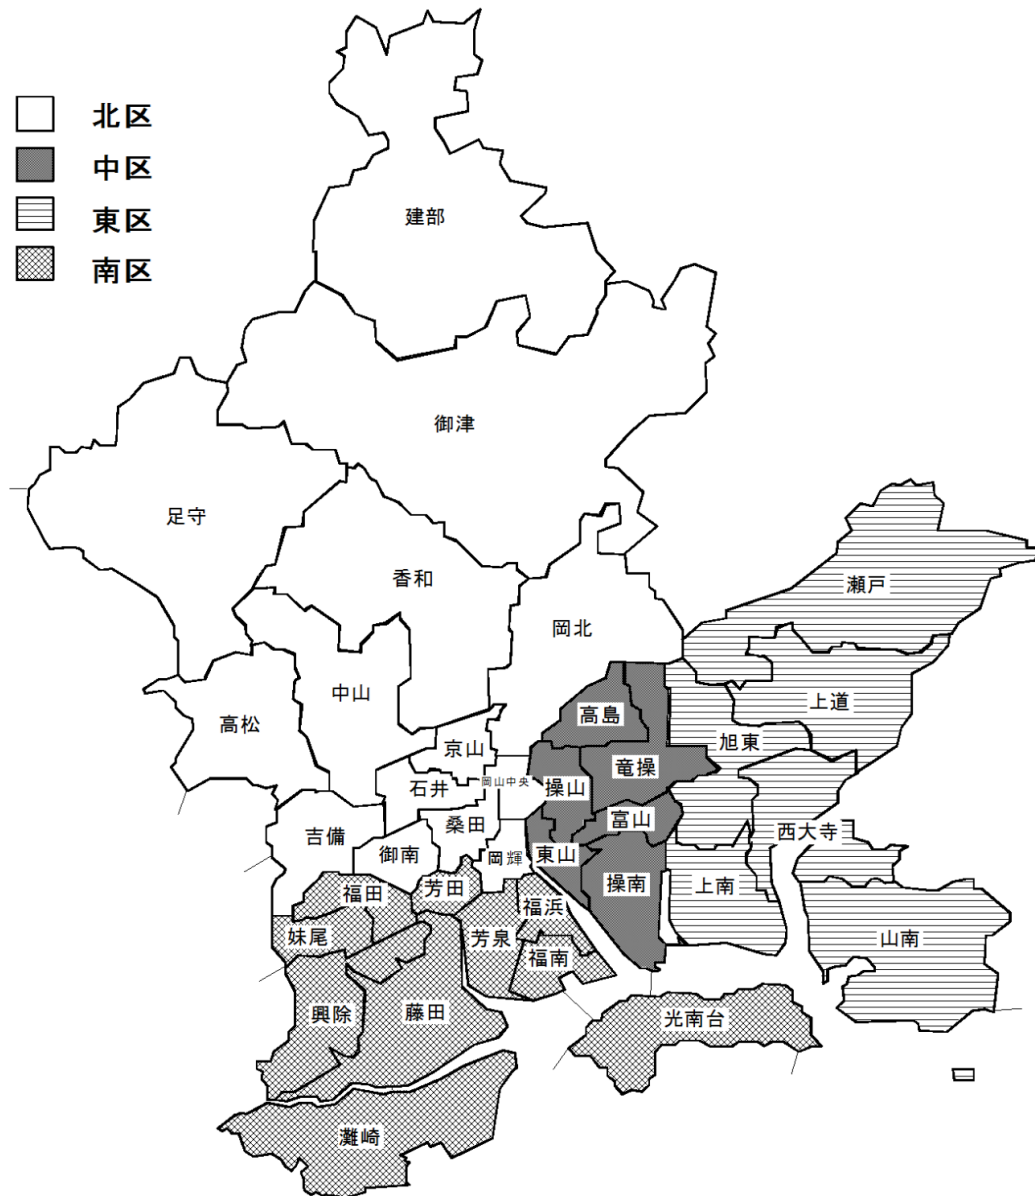 北区
中区
東区
南区
建部
御津
足守
香和
瀬戸
岡北
中山
上道
高松
高島
旭東
京山
竜操
岡山中央
石井
操山
富山
桑田
西大寺
吉備
御南
岡輝
東山
操南
上南
福田
芳田
福浜
妹尾
芳泉
山南
福南
興除
藤田
光南台
灘崎